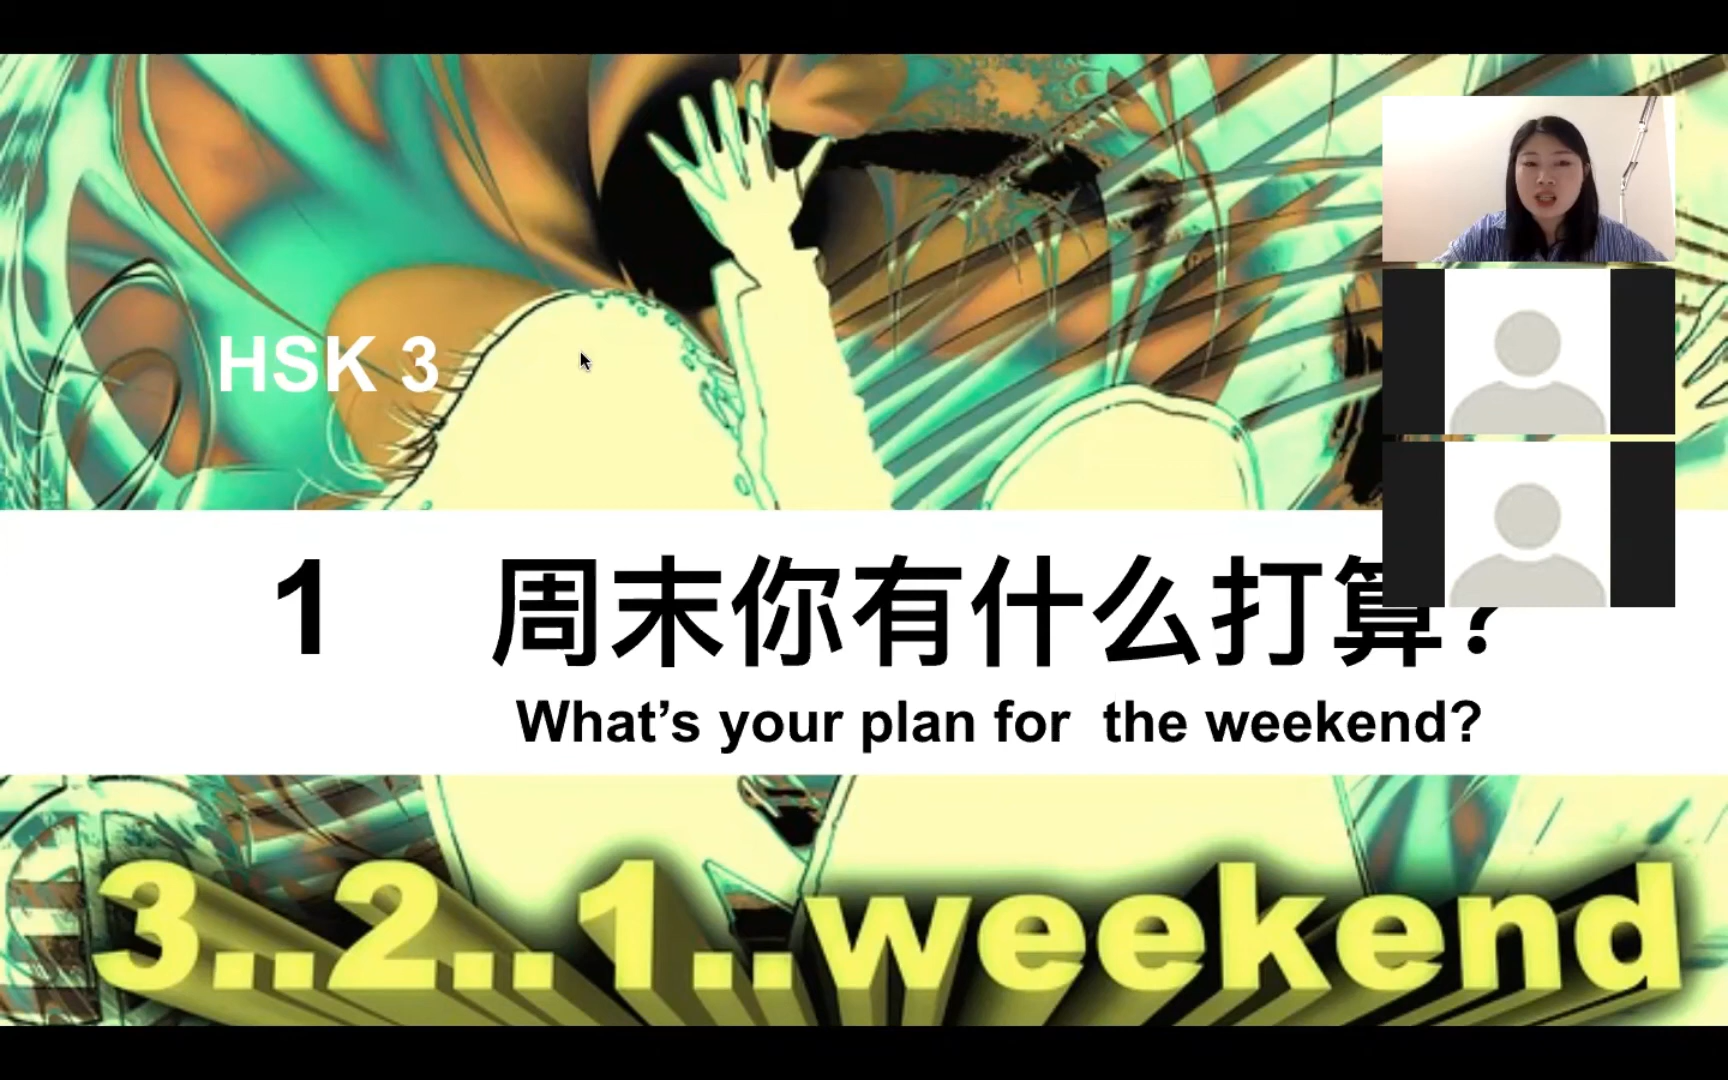 HSK 3
1 周末你有什么打算?
What's your plan for  the weekend?
3..2..1..weekend